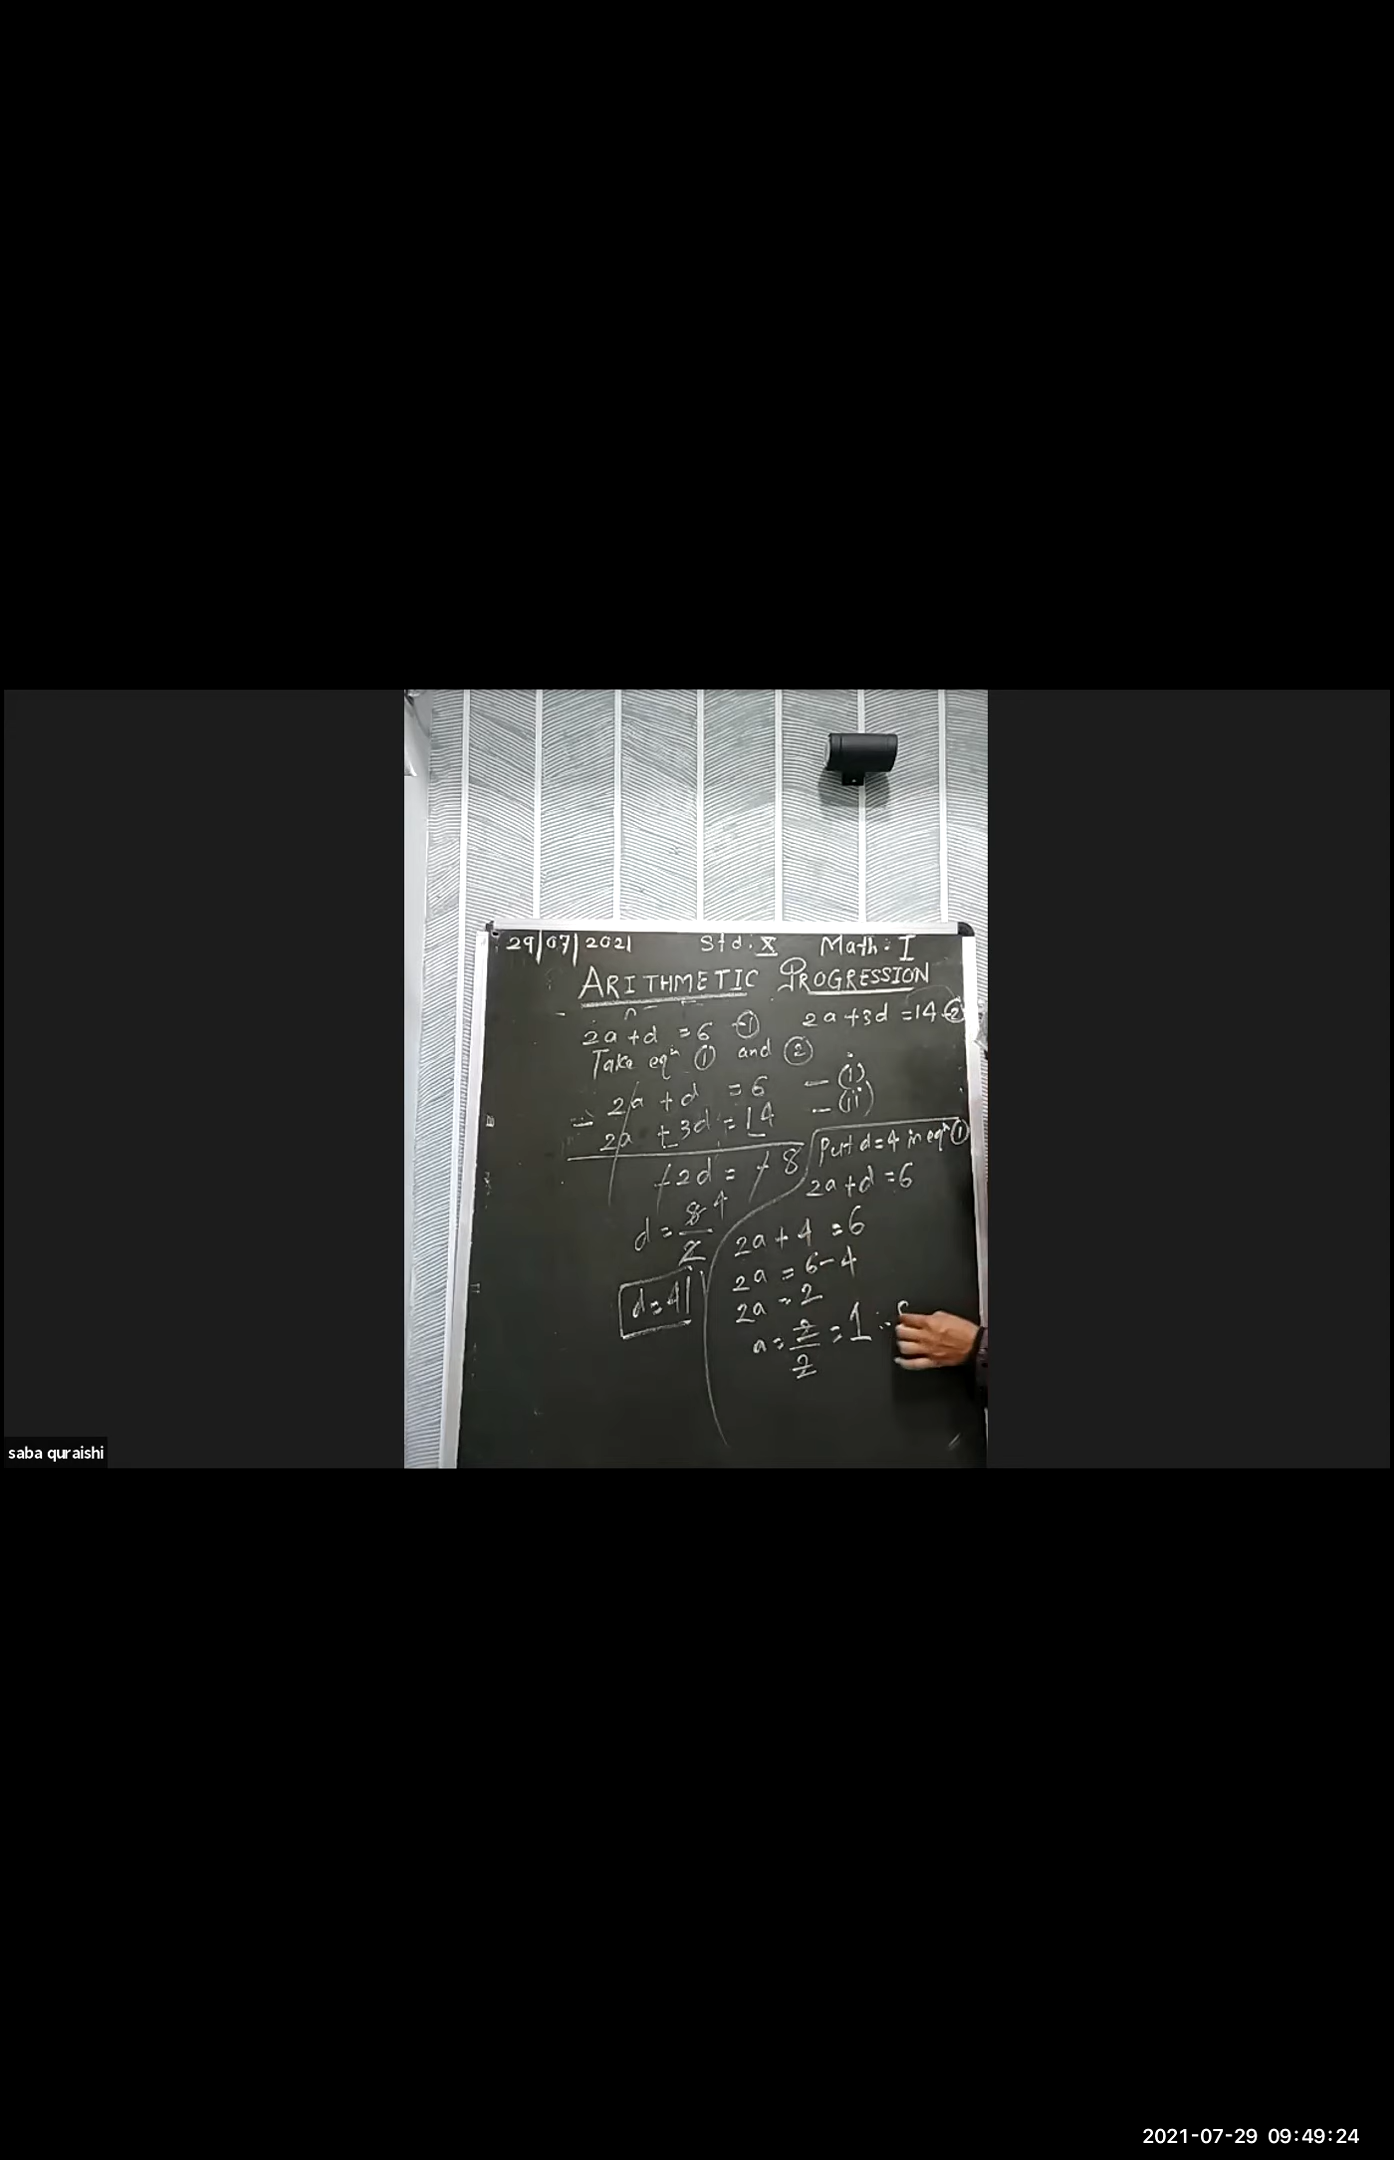 29/07/2021 Std: X Math: I
ARITHMETIC PROGRESSION
2a + d = 6 - ① 2a + 3d = 14 - ②
Take eqⁿ ① and ②
2a + d = 6 - (i)
- 2a + 3d = 14 - (ii)
- 2d = - 8
d = 8/2 4
d = 4
Put d = 4 in eqⁿ ①
2a + d = 6
2a + 4 = 6
2a = 6 - 4
2a = 2
a = 2/2 = 1
saba quraishi
2021-07-29 09:49:24